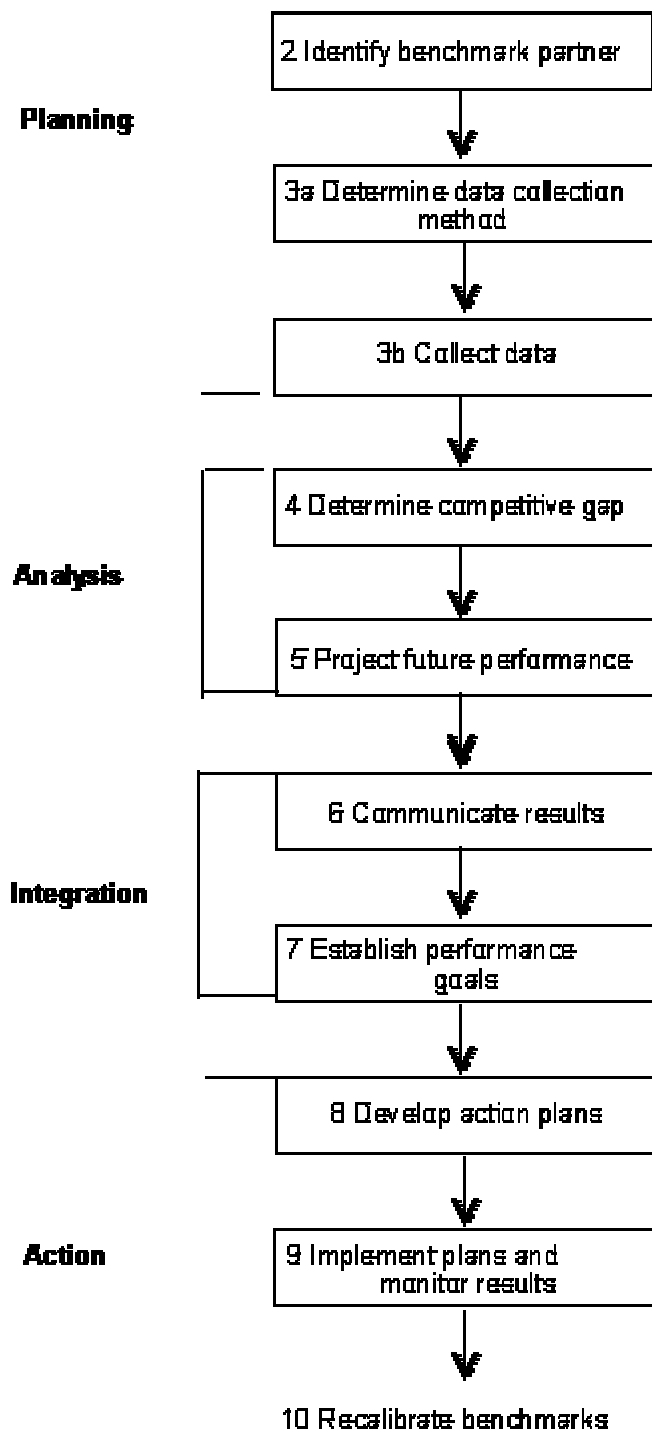 2 Identify benchmark partner
Planning
3a Determine data collection
method
3b Collect data
4 Determine competitive gap
Analysis
5 Project future performance
6 Communicate results
Integration
7 Establish performance
goals
8 Develop action plans
Action
9 Implement plans and
monitor results
10 Recalibrate benchmarks